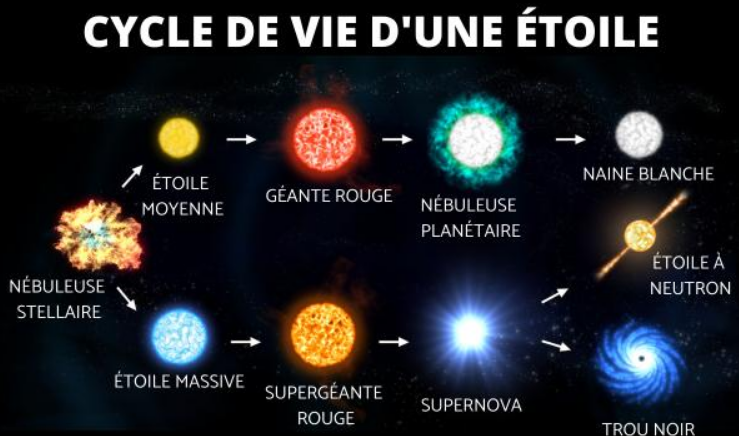 CYCLE DE VIE D'UNE ÉTOILE
ÉTOILE
MOYENNE
GÉANTE ROUGE
NÉBULEUSE
PLANÉTAIRE
NAINE BLANCHE
NÉBULEUSE
STELLAIRE
ÉTOILE À
NEUTRON
ÉTOILE MASSIVE
SUPERGÉANTE
ROUGE
SUPERNOVA
TROU NOIR